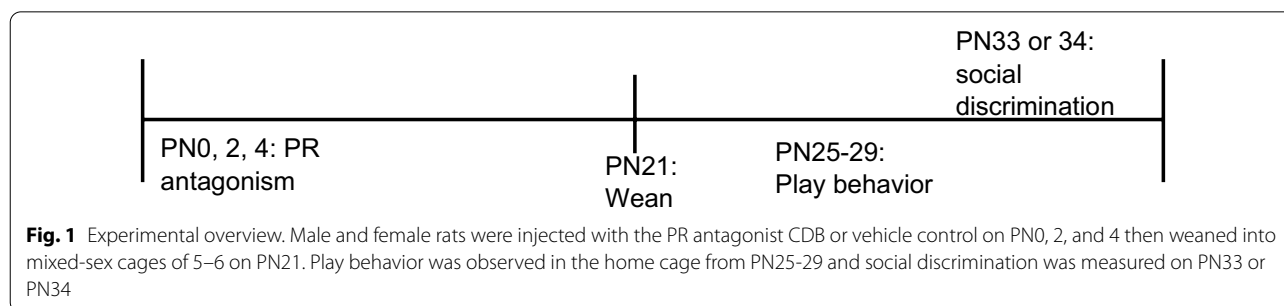 PN33 or 34:
social
discrimination
PN0, 2, 4: PR
antagonism
PN21:
Wean
PN25-29:
Play behavior
Fig. 1 Experimental overview. Male and female rats were injected with the PR antagonist CDB or vehicle control on PN0, 2, and 4 then weaned into
mixed-sex cages of 5–6 on PN21. Play behavior was observed in the home cage from PN25-29 and social discrimination was measured on PN33 or
PN34